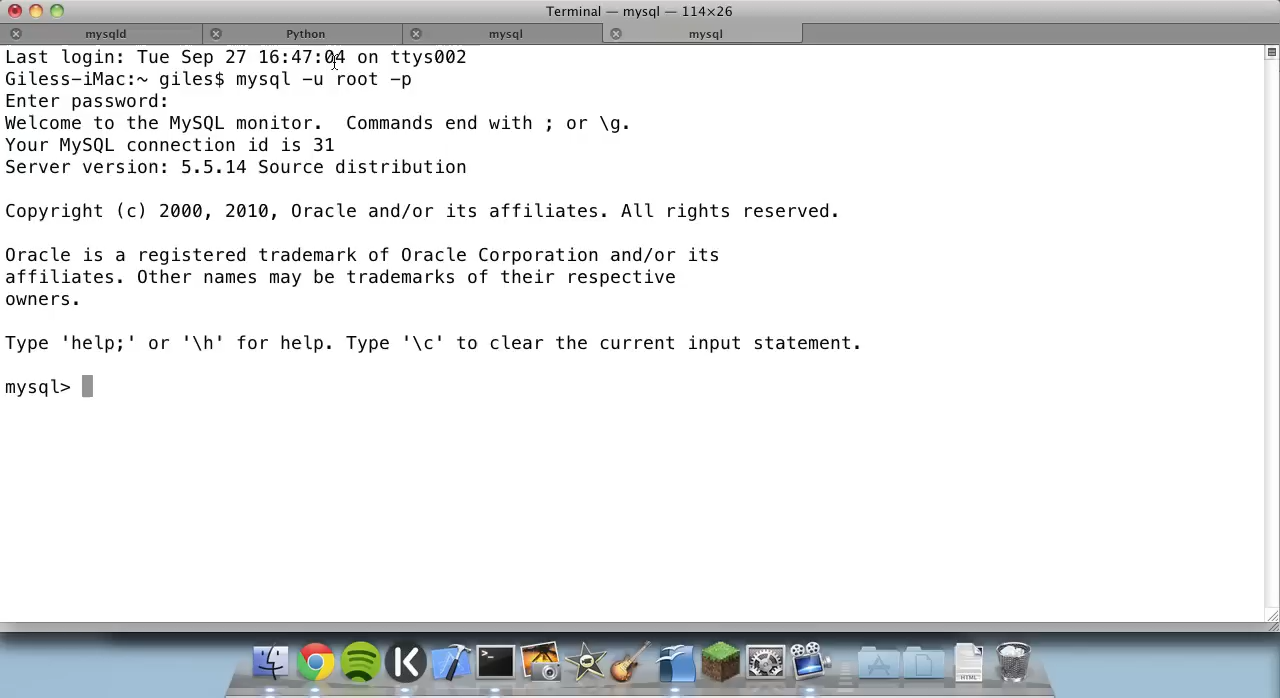 Terminal — mysql — 114×26
mysqld Python mysql mysql
Last login: Tue Sep 27 16:47:04 on ttys002
Giless-iMac:~ giles$ mysql -u root -p
Enter password:
Welcome to the MySQL monitor.  Commands end with ; or \g.
Your MySQL connection id is 31
Server version: 5.5.14 Source distribution
Copyright (c) 2000, 2010, Oracle and/or its affiliates. All rights reserved.
Oracle is a registered trademark of Oracle Corporation and/or its
affiliates. Other names may be trademarks of their respective
owners.
Type 'help;' or '\h' for help. Type '\c' to clear the current input statement.
mysql>
K
HTML